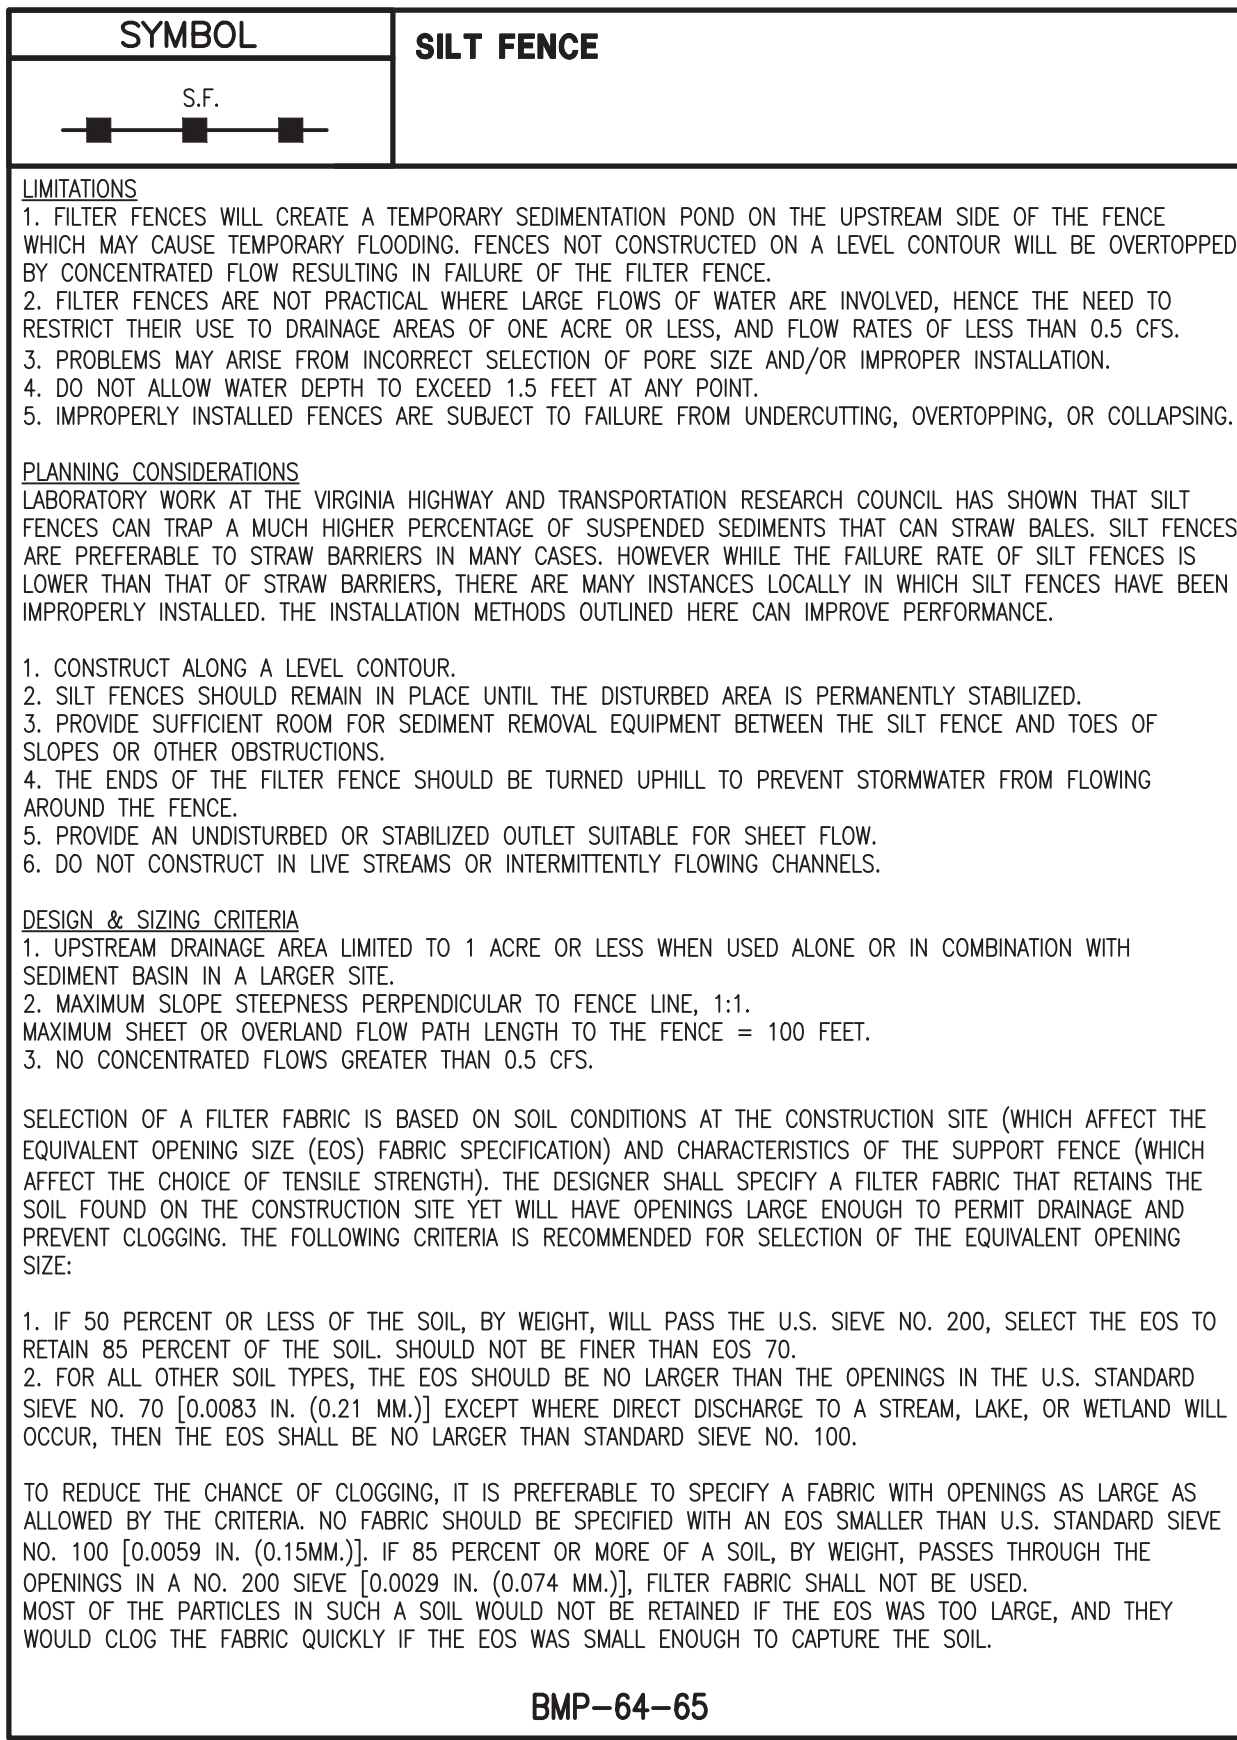 SYMBOL
SILT FENCE
S.F.
LIMITATIONS
1. FILTER FENCES WILL CREATE A TEMPORARY SEDIMENTATION POND ON THE UPSTREAM SIDE OF THE FENCE
WHICH MAY CAUSE TEMPORARY FLOODING. FENCES NOT CONSTRUCTED ON A LEVEL CONTOUR WILL BE OVERTOPPED
BY CONCENTRATED FLOW RESULTING IN FAILURE OF THE FILTER FENCE.
2. FILTER FENCES ARE NOT PRACTICAL WHERE LARGE FLOWS OF WATER ARE INVOLVED, HENCE THE NEED TO
RESTRICT THEIR USE TO DRAINAGE AREAS OF ONE ACRE OR LESS, AND FLOW RATES OF LESS THAN 0.5 CFS.
3. PROBLEMS MAY ARISE FROM INCORRECT SELECTION OF PORE SIZE AND/OR IMPROPER INSTALLATION.
4. DO NOT ALLOW WATER DEPTH TO EXCEED 1.5 FEET AT ANY POINT.
5. IMPROPERLY INSTALLED FENCES ARE SUBJECT TO FAILURE FROM UNDERCUTTING, OVERTOPPING, OR COLLAPSING.
PLANNING CONSIDERATIONS
LABORATORY WORK AT THE VIRGINIA HIGHWAY AND TRANSPORTATION RESEARCH COUNCIL HAS SHOWN THAT SILT
FENCES CAN TRAP A MUCH HIGHER PERCENTAGE OF SUSPENDED SEDIMENTS THAT CAN STRAW BALES. SILT FENCES
ARE PREFERABLE TO STRAW BARRIERS IN MANY CASES. HOWEVER WHILE THE FAILURE RATE OF SILT FENCES IS
LOWER THAN THAT OF STRAW BARRIERS, THERE ARE MANY INSTANCES LOCALLY IN WHICH SILT FENCES HAVE BEEN
IMPROPERLY INSTALLED. THE INSTALLATION METHODS OUTLINED HERE CAN IMPROVE PERFORMANCE.
1. CONSTRUCT ALONG A LEVEL CONTOUR.
2. SILT FENCES SHOULD REMAIN IN PLACE UNTIL THE DISTURBED AREA IS PERMANENTLY STABILIZED.
3. PROVIDE SUFFICIENT ROOM FOR SEDIMENT REMOVAL EQUIPMENT BETWEEN THE SILT FENCE AND TOES OF
SLOPES OR OTHER OBSTRUCTIONS.
4. THE ENDS OF THE FILTER FENCE SHOULD BE TURNED UPHILL TO PREVENT STORMWATER FROM FLOWING
AROUND THE FENCE.
5. PROVIDE AN UNDISTURBED OR STABILIZED OUTLET SUITABLE FOR SHEET FLOW.
6. DO NOT CONSTRUCT IN LIVE STREAMS OR INTERMITTENTLY FLOWING CHANNELS.
DESIGN & SIZING CRITERIA
1. UPSTREAM DRAINAGE AREA LIMITED TO 1 ACRE OR LESS WHEN USED ALONE OR IN COMBINATION WITH
SEDIMENT BASIN IN A LARGER SITE.
2. MAXIMUM SLOPE STEEPNESS PERPENDICULAR TO FENCE LINE, 1:1.
MAXIMUM SHEET OR OVERLAND FLOW PATH LENGTH TO THE FENCE = 100 FEET.
3. NO CONCENTRATED FLOWS GREATER THAN 0.5 CFS.
SELECTION OF A FILTER FABRIC IS BASED ON SOIL CONDITIONS AT THE CONSTRUCTION SITE (WHICH AFFECT THE
EQUIVALENT OPENING SIZE (EOS) FABRIC SPECIFICATION) AND CHARACTERISTICS OF THE SUPPORT FENCE (WHICH
AFFECT THE CHOICE OF TENSILE STRENGTH). THE DESIGNER SHALL SPECIFY A FILTER FABRIC THAT RETAINS THE
SOIL FOUND ON THE CONSTRUCTION SITE YET WILL HAVE OPENINGS LARGE ENOUGH TO PERMIT DRAINAGE AND
PREVENT CLOGGING. THE FOLLOWING CRITERIA IS RECOMMENDED FOR SELECTION OF THE EQUIVALENT OPENING
SIZE:
1. IF 50 PERCENT OR LESS OF THE SOIL, BY WEIGHT, WILL PASS THE U.S. SIEVE NO. 200, SELECT THE EOS TO
RETAIN 85 PERCENT OF THE SOIL. SHOULD NOT BE FINER THAN EOS 70.
2. FOR ALL OTHER SOIL TYPES, THE EOS SHOULD BE NO LARGER THAN THE OPENINGS IN THE U.S. STANDARD
SIEVE NO. 70 [0.0083 IN. (0.21 MM.)] EXCEPT WHERE DIRECT DISCHARGE TO A STREAM, LAKE, OR WETLAND WILL
OCCUR, THEN THE EOS SHALL BE NO LARGER THAN STANDARD SIEVE NO. 100.
TO REDUCE THE CHANCE OF CLOGGING, IT IS PREFERABLE TO SPECIFY A FABRIC WITH OPENINGS AS LARGE AS
ALLOWED BY THE CRITERIA. NO FABRIC SHOULD BE SPECIFIED WITH AN EOS SMALLER THAN U.S. STANDARD SIEVE
NO. 100 [0.0059 IN. (0.15MM.)]. IF 85 PERCENT OR MORE OF A SOIL, BY WEIGHT, PASSES THROUGH THE
OPENINGS IN A NO. 200 SIEVE [0.0029 IN. (0.074 MM.)], FILTER FABRIC SHALL NOT BE USED.
MOST OF THE PARTICLES IN SUCH A SOIL WOULD NOT BE RETAINED IF THE EOS WAS TOO LARGE, AND THEY
WOULD CLOG THE FABRIC QUICKLY IF THE EOS WAS SMALL ENOUGH TO CAPTURE THE SOIL.
BMP-64-65